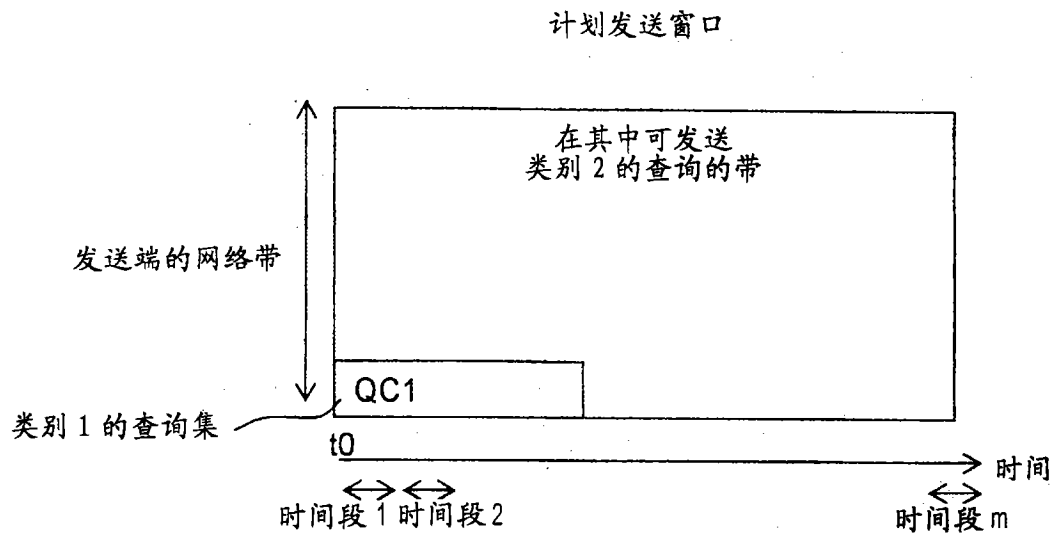 计划发送窗口
在其中可发送
类别2的查询的带
发送端的网络带
QC1
类别1的查询集
t0
时间
时间段1 时间段2
时间段m